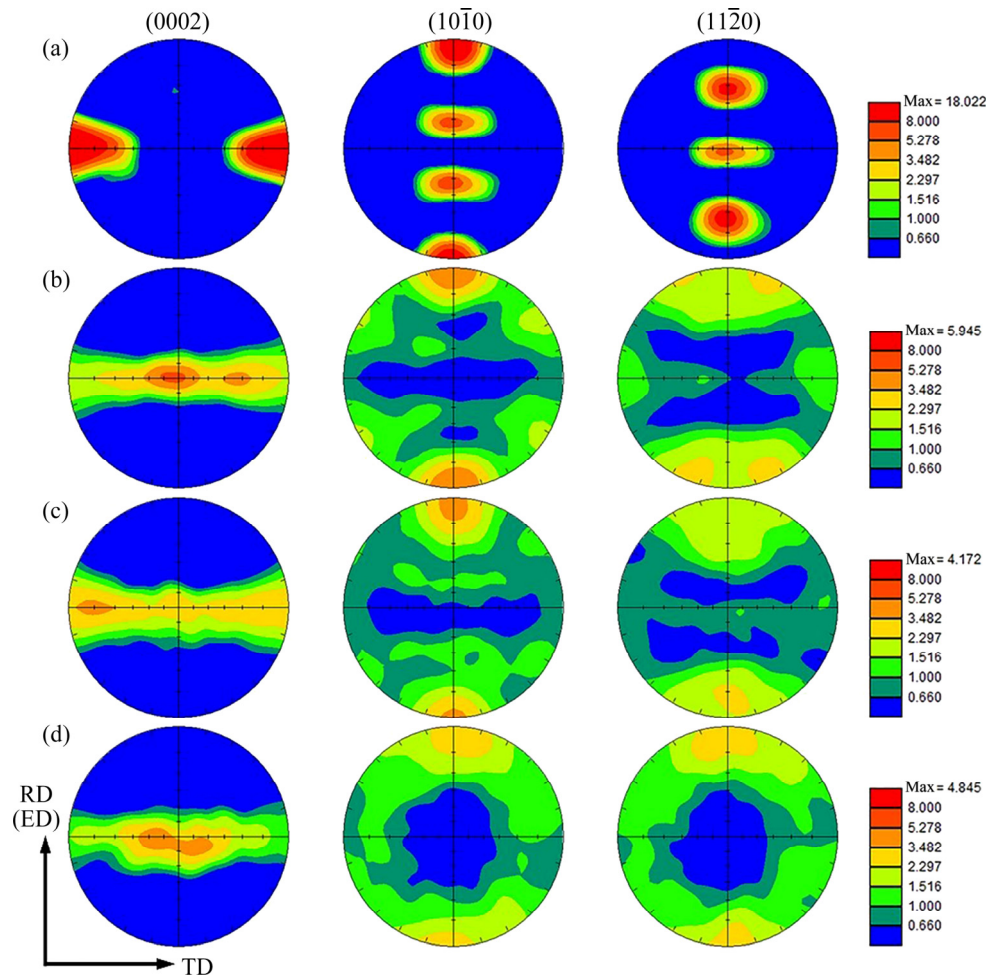 (0002) (101̅0) (112̅0)
(a)
Max = 18.022
8.000
5.278
3.482
2.297
1.516
1.000
0.660
(b)
Max = 5.945
8.000
5.278
3.482
2.297
1.516
1.000
0.660
(c)
Max = 4.172
8.000
5.278
3.482
2.297
1.516
1.000
0.660
(d)
Max = 4.845
8.000
5.278
3.482
2.297
1.516
1.000
0.660
RD
(ED)
TD